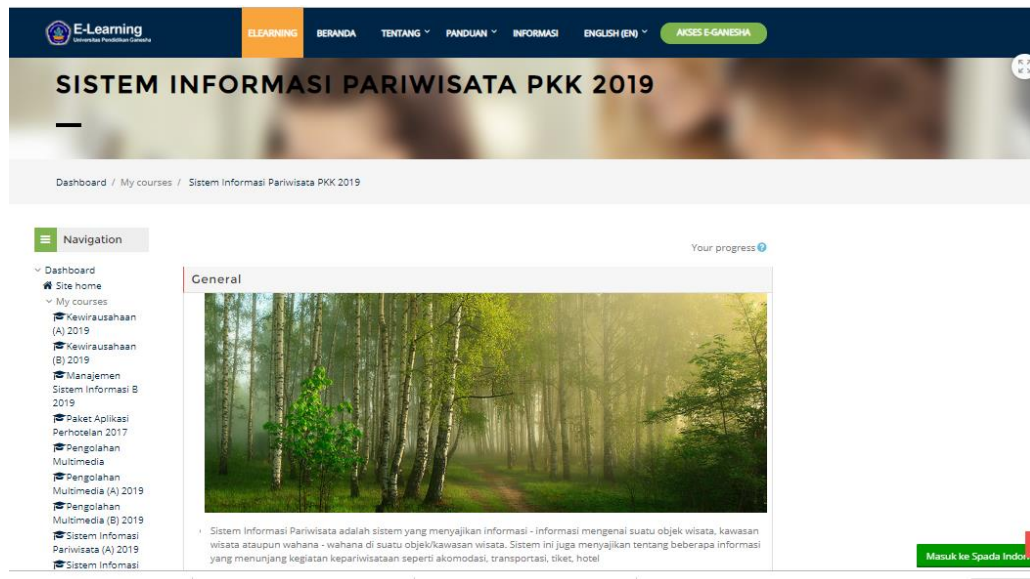 E-Learning
Universitas Pendidikan Ganesha
ELEARNING
BERANDA
TENTANG
PANDUAN
INFORMASI
ENGLISH (EN)
AKSES E-GANESHA
SISTEM INFORMASI PARIWISATA PKK 2019
Dashboard / My courses / Sistem Informasi Pariwisata PKK 2019
Navigation
Your progress
Dashboard
Site home
My courses
Kewirausahaan
(A) 2019
Kewirausahaan
(B) 2019
Manajemen
Sistem Informasi B
2019
Paket Aplikasi
Perhotelan 2017
Pengolahan
Multimedia
Pengolahan
Multimedia (A) 2019
Pengolahan
Multimedia (B) 2019
Sistem Infomasi
Pariwisata (A) 2019
Sistem Infomasi
General
Sistem Informasi Pariwisata adalah sistem yang menyajikan informasi - informasi mengenai suatu objek wisata, kawasan
wisata ataupun wahana - wahana di suatu objek/kawasan wisata. Sistem ini juga menyajikan tentang beberapa informasi
yang menunjang kegiatan kepariwisataan seperti akomodasi, transportasi, tiket, hotel
Masuk ke Spada Indon